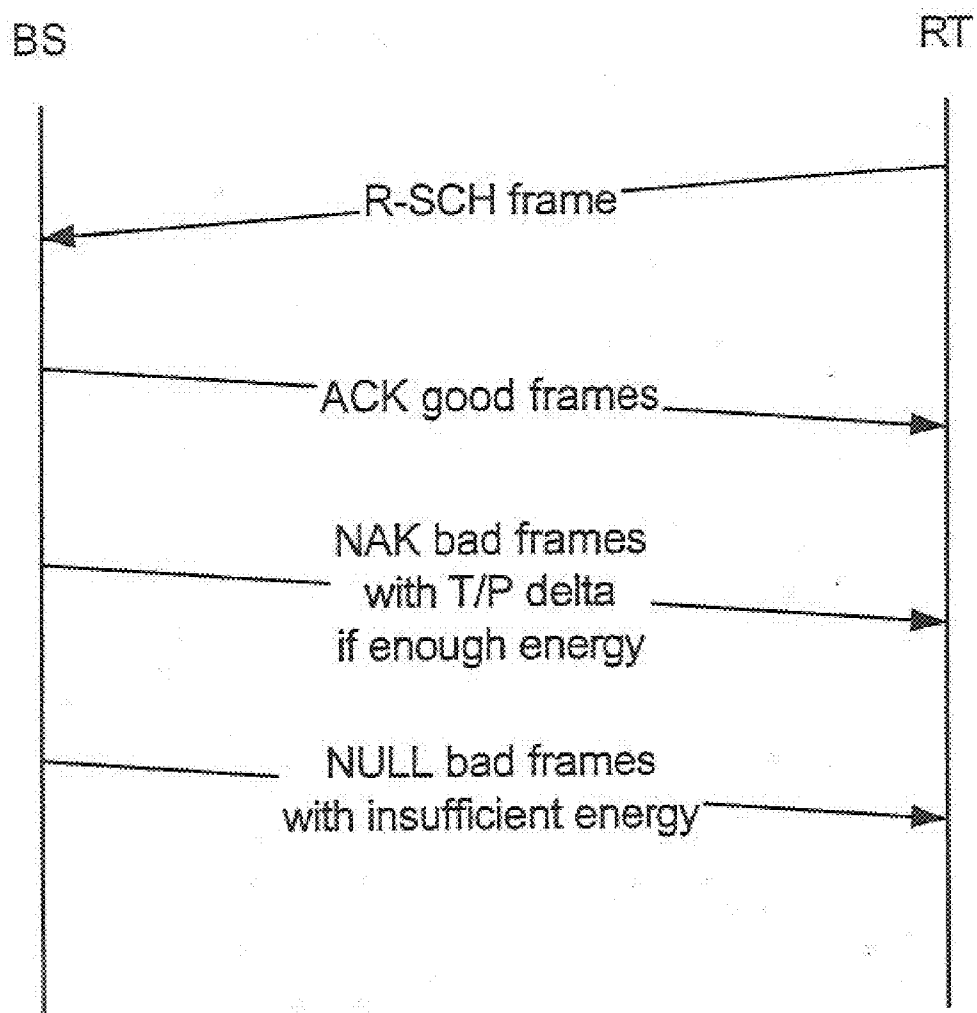 BS
RT
R-SCH frame
ACK good frames
NAK bad frames
with T/P delta
if enough energy
NULL bad frames
with insufficient energy